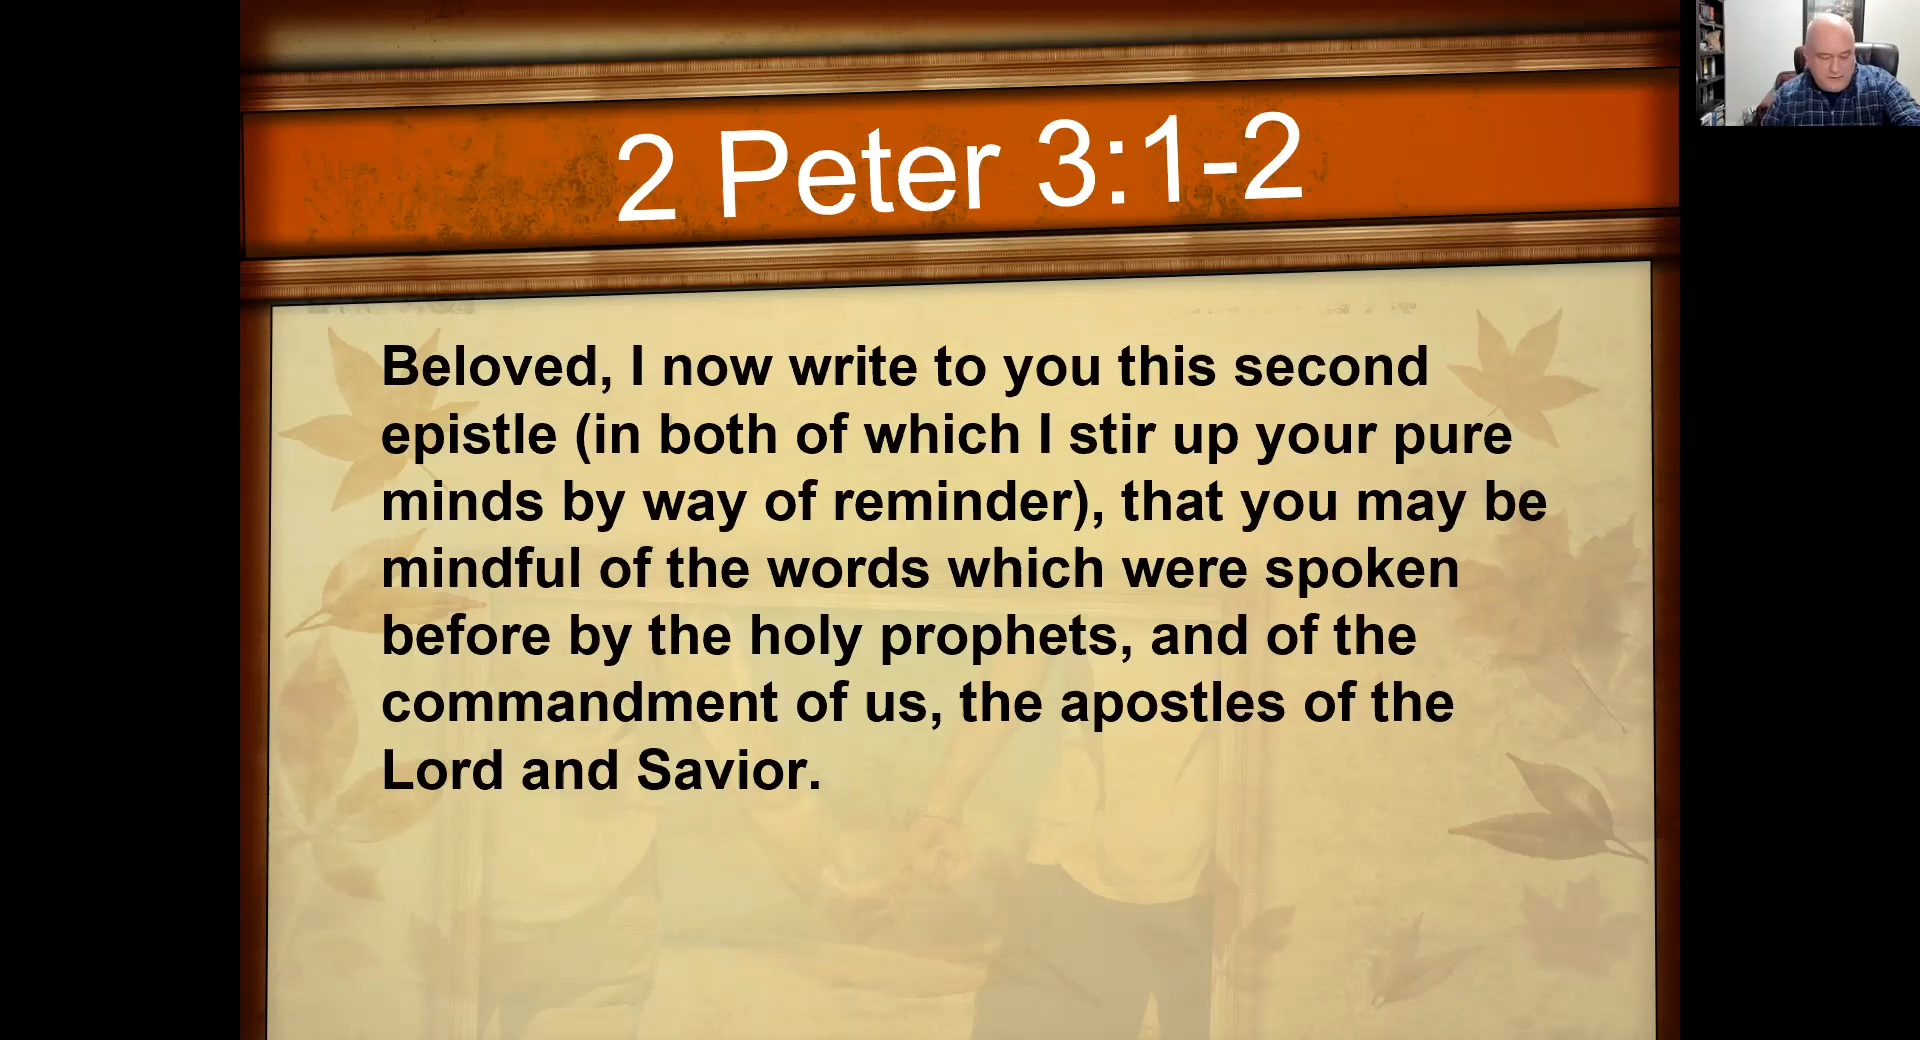 2 Peter 3:1-2
Beloved, I now write to you this second
epistle (in both of which I stir up your pure
minds by way of reminder), that you may be
mindful of the words which were spoken
before by the holy prophets, and of the
commandment of us, the apostles of the
Lord and Savior.